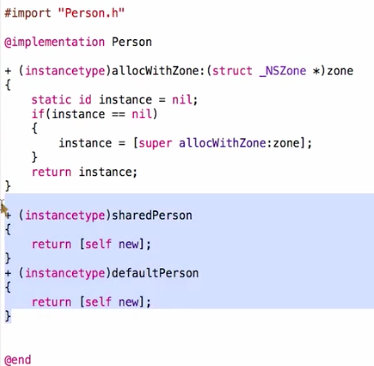 #import "Person.h"
@implementation Person
+ (instancetype)allocWithZone:(struct _NSZone *)zone
{
static id instance = nil;
if(instance == nil)
{
instance = [super allocWithZone:zone];
}
return instance;
}
+ (instancetype)sharedPerson
{
return [self new];
}
+ (instancetype)defaultPerson
{
return [self new];
}
@end